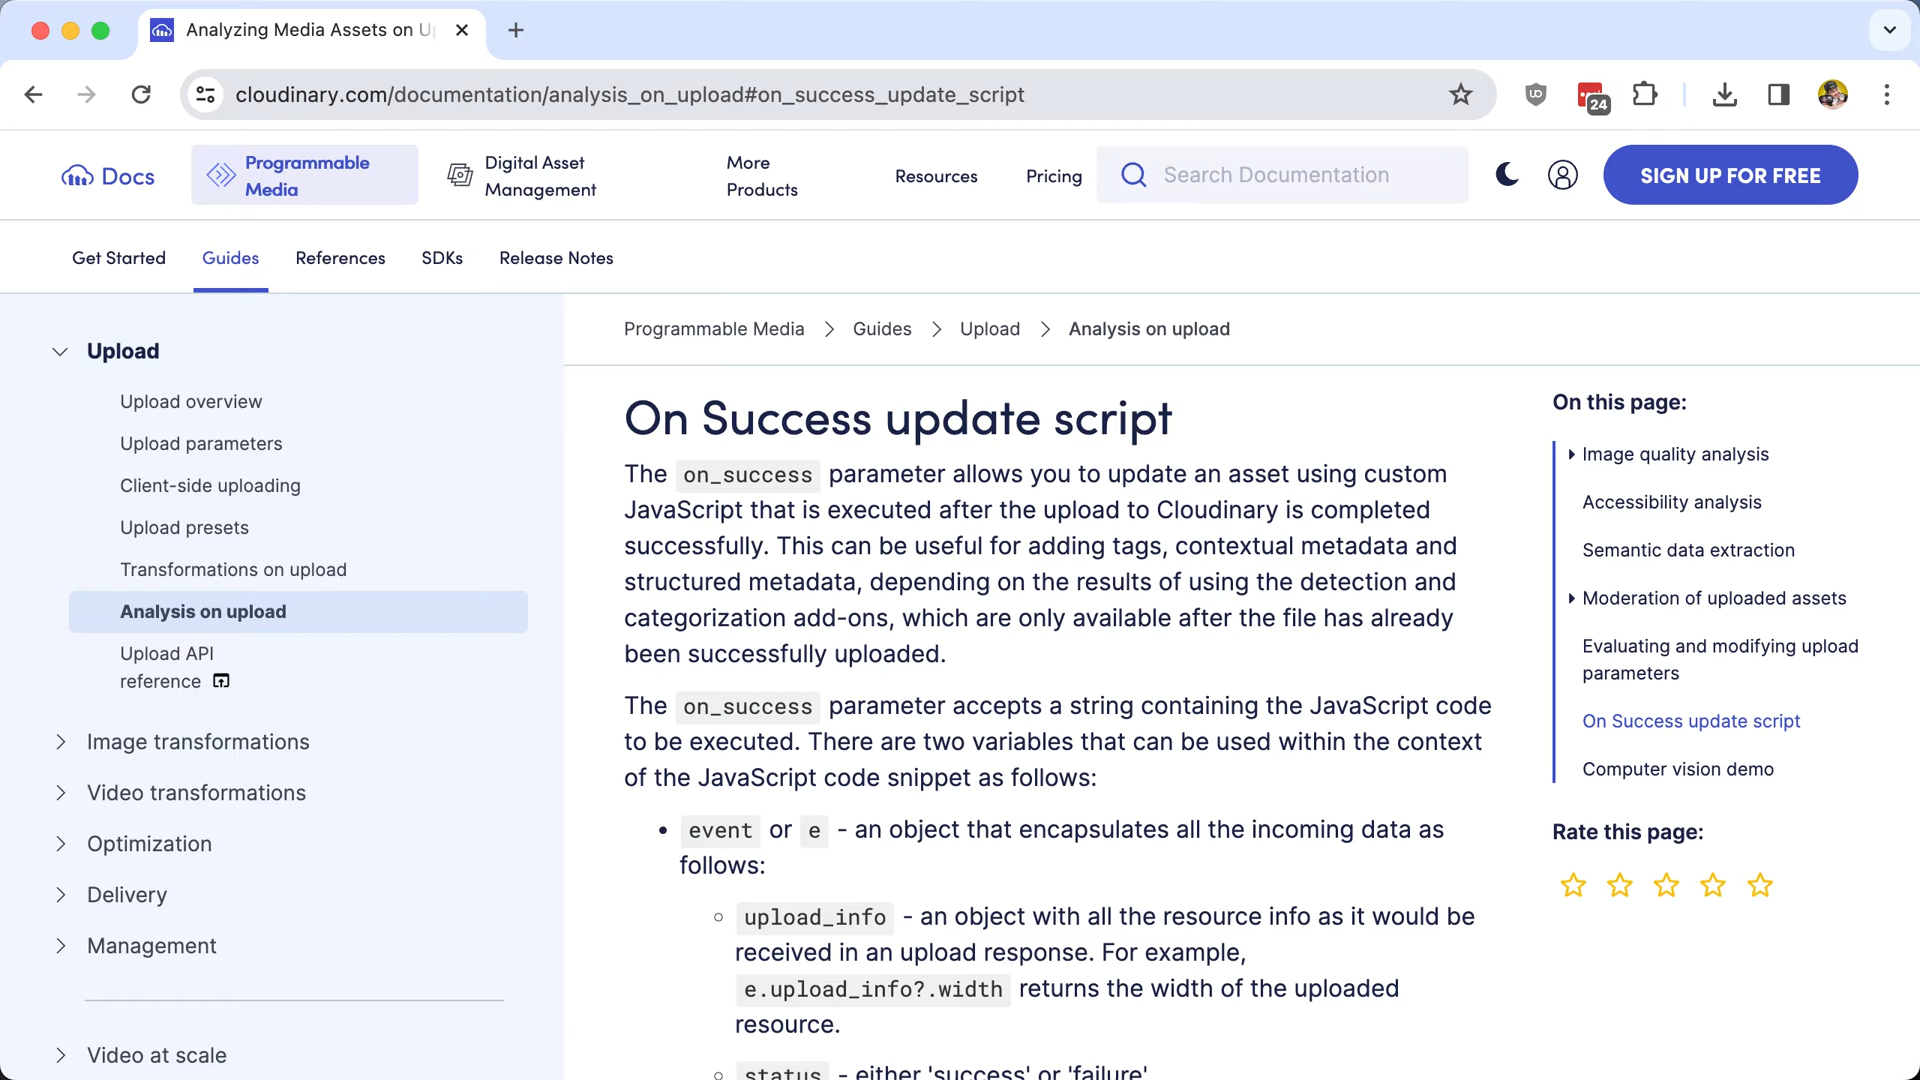 Analyzing Media Assets on Up
cloudinary.com/documentation/analysis_on_upload#on_success_update_script
24
Docs
Programmable
Media
Digital Asset
Management
More
Products
Resources
Pricing
Search Documentation
SIGN UP FOR FREE
Get Started
Guides
References
SDKs
Release Notes
Upload
Upload overview
Upload parameters
Client-side uploading
Upload presets
Transformations on upload
Analysis on upload
Upload API
reference
Image transformations
Video transformations
Optimization
Delivery
Management
Video at scale
Programmable Media > Guides > Upload > Analysis on upload
On Success update script
The on_success parameter allows you to update an asset using custom
JavaScript that is executed after the upload to Cloudinary is completed
successfully. This can be useful for adding tags, contextual metadata and
structured metadata, depending on the results of using the detection and
categorization add-ons, which are only available after the file has already
been successfully uploaded.
The on_success parameter accepts a string containing the JavaScript code
to be executed. There are two variables that can be used within the context
of the JavaScript code snippet as follows:
• event or e - an object that encapsulates all the incoming data as
follows:
upload_info - an object with all the resource info as it would be
received in an upload response. For example,
e.upload_info?.width returns the width of the uploaded
resource.
status - either 'success' or 'failure'
On this page:
Image quality analysis
Accessibility analysis
Semantic data extraction
Moderation of uploaded assets
Evaluating and modifying upload
parameters
On Success update script
Computer vision demo
Rate this page: